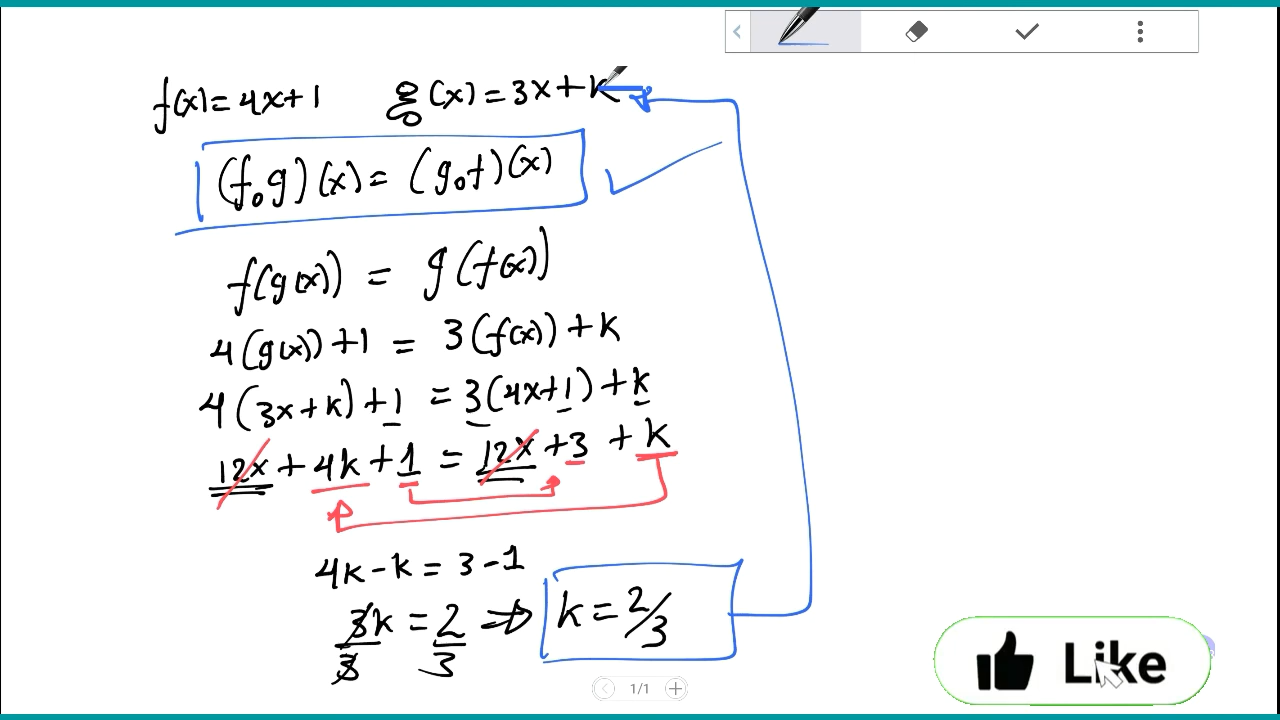 f(x) = 4x+1 g(x) = 3x+k
(f∘g)(x) = (g∘f)(x)
f(g(x)) = g(f(x))
4(g(x))+1 = 3(f(x))+k
4(3x+k)+1 = 3(4x+1)+k
12x+4k+1 = 12x+3+k
4k-k = 3-1
3k/3 = 2/3 ⇒ k = 2/3
1/1
Like